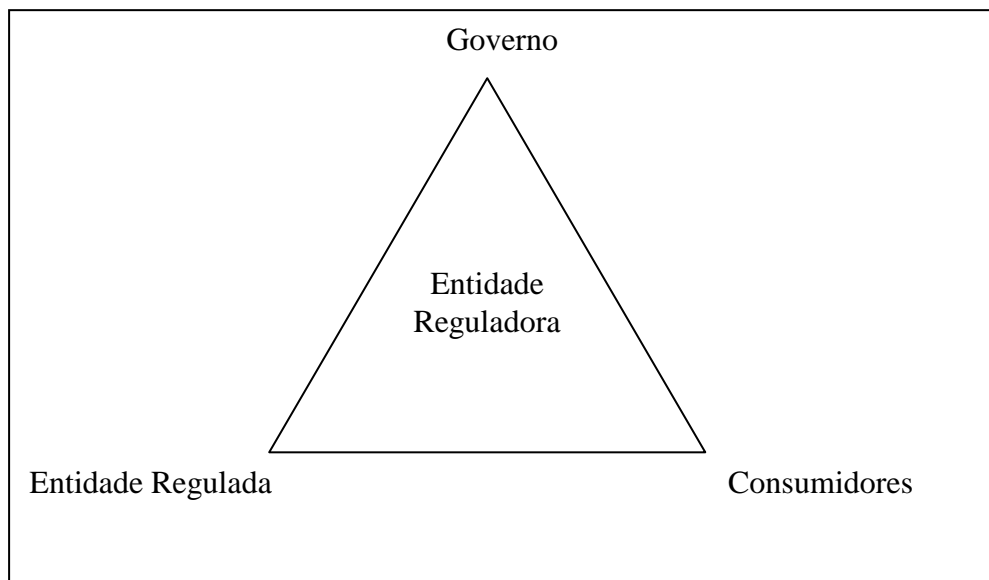 Governo
Entidade
Reguladora
Entidade Regulada
Consumidores